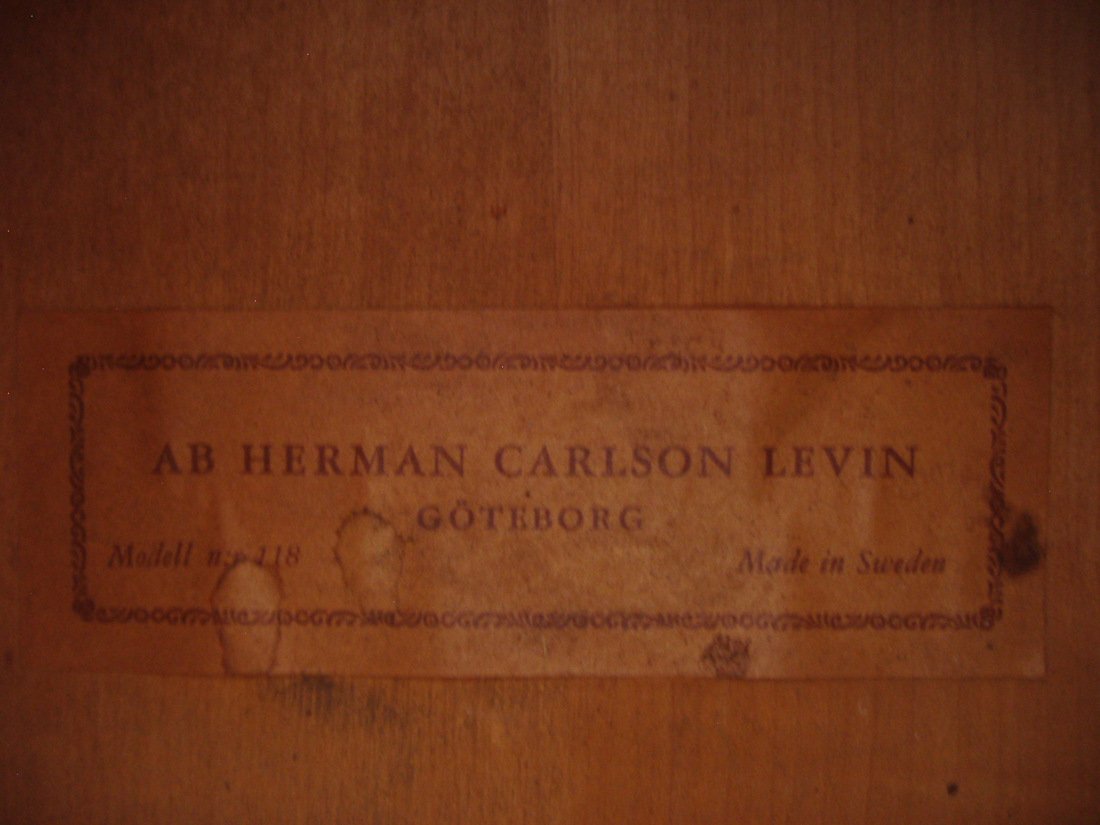 AB HERMAN CARLSON LEVIN
GÖTEBORG
Modell n:r 118
Made in Sweden